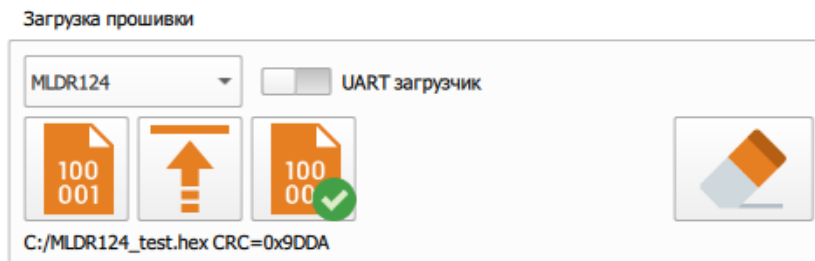 Загрузка прошивки
MLDR124
UART загрузчик
100
001
100
00
C:/MLDR124_test.hex CRC=0x9DDA